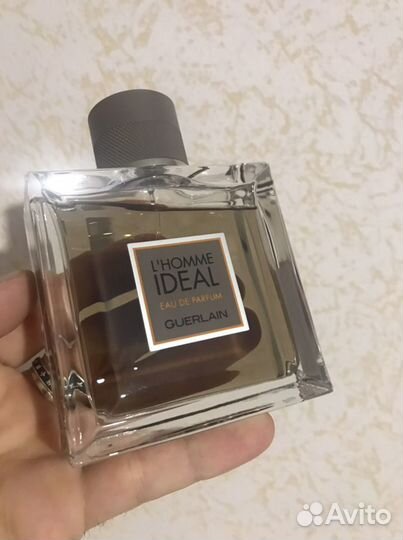 L'HOMME
IDEAL
EAU DE PARFUM
GUERLAIN
Avito